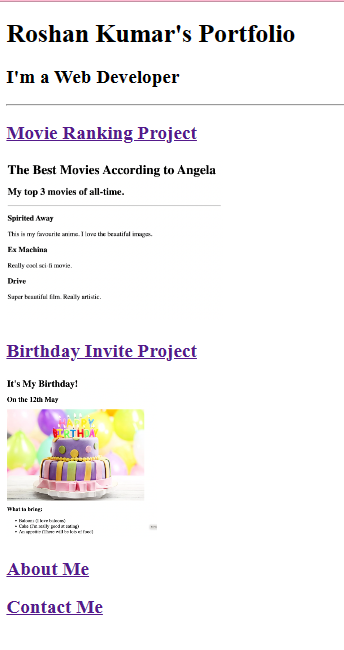 Roshan Kumar's Portfolio
I'm a Web Developer
Movie Ranking Project
The Best Movies According to Angela
My top 3 movies of all-time.
Spirited Away
This is my favourite anime. I love the beautiful images.
Ex Machina
Really cool sci-fi movie.
Drive
Super beautiful film. Really artistic.
Birthday Invite Project
It's My Birthday!
On the 12th May
HAPPY
BIRTHDAY
What to bring:
Baloons (I love baloons)
Cake (I'm really good at eating)
An appetite (There will be lots of food)
About Me
Contact Me